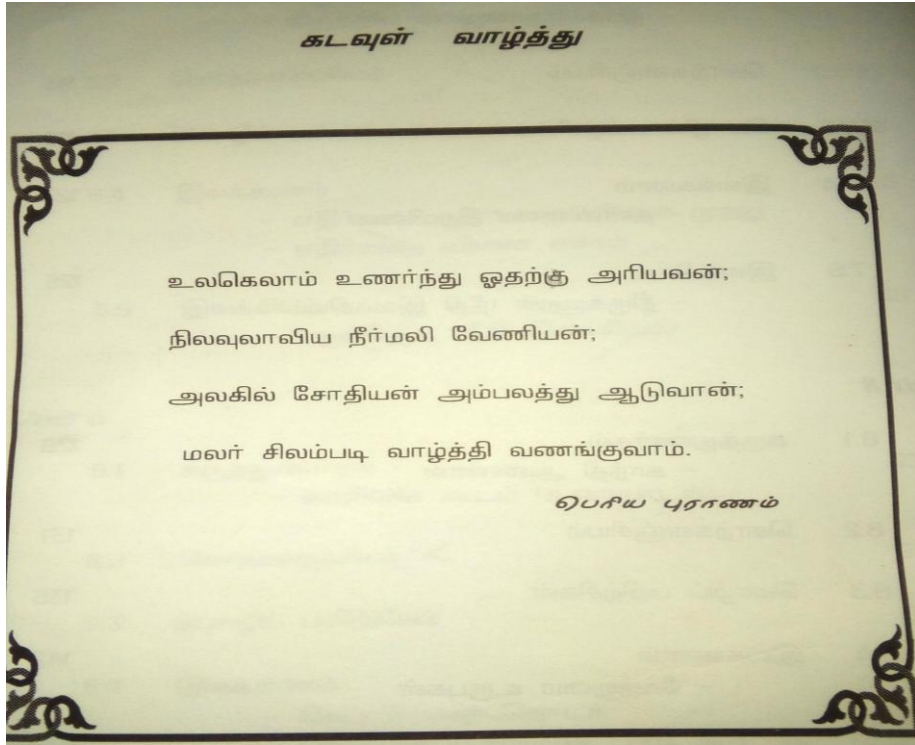 கடவுள் வாழ்த்து
உலகெலாம் உணர்ந்து ஓதற்கு அரியவன்;
நிலவுலாவிய நீர்மலி வேணியன்;
அலகில் சோதியன் அம்பலத்து ஆடுவான்;
மலர் சிலம்படி வாழ்த்தி வணங்குவாம்.
பெரிய புராணம்